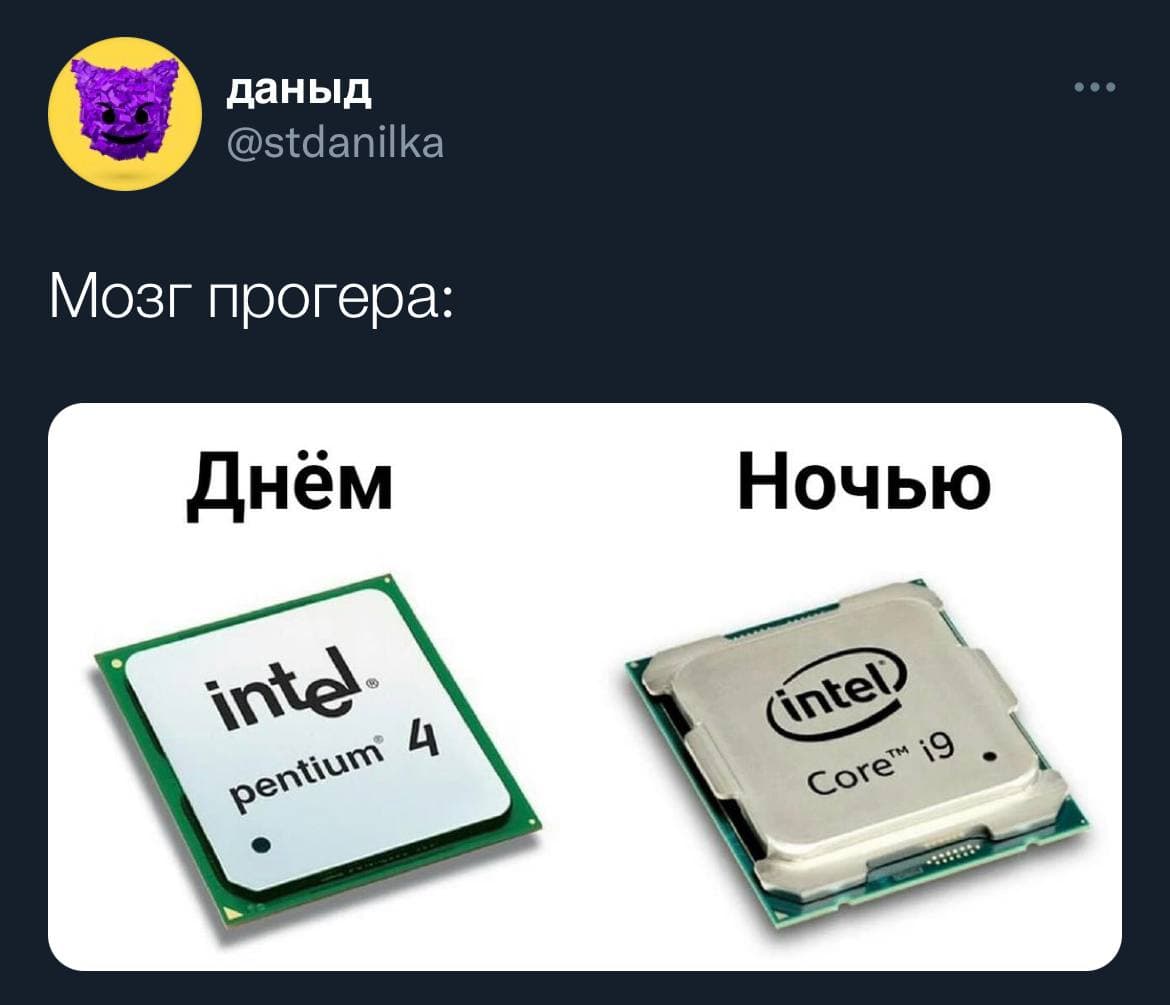 даныд
@stdanilka
Мозг прогера:
Днём
Ночью
intel®
pentium® 4
intel®
Core™ i9